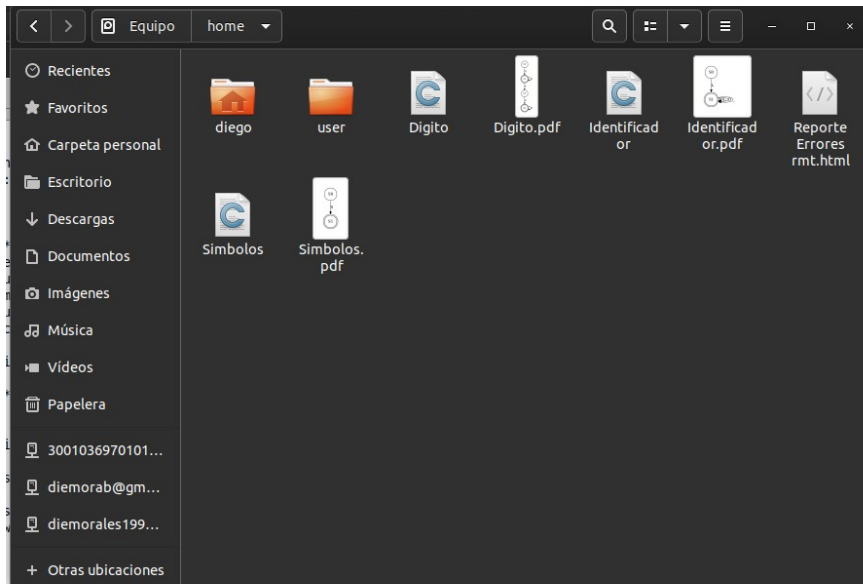 Equipo home
Recientes
Favoritos
Carpeta personal
Escritorio
Descargas
Documentos
Imágenes
Música
Vídeos
Papelera
3001036970101...
diemorab@gm...
diemorales199...
+ Otras ubicaciones
diego
user
Digito
Digito.pdf
Identificad
or
Identificad
or.pdf
Reporte
Errores
rmt.html
Simbolos
Simbolos.
pdf